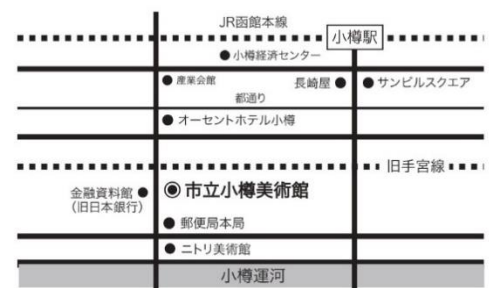 JR函館本線
小樽駅
小樽経済センター
産業会館
長崎屋
サンビルスクエア
都通り
オーセントホテル小樽
旧手宮線
金融資料館
(旧日本銀行)
市立小樽美術館
郵便局本局
ニトリ美術館
小樽運河